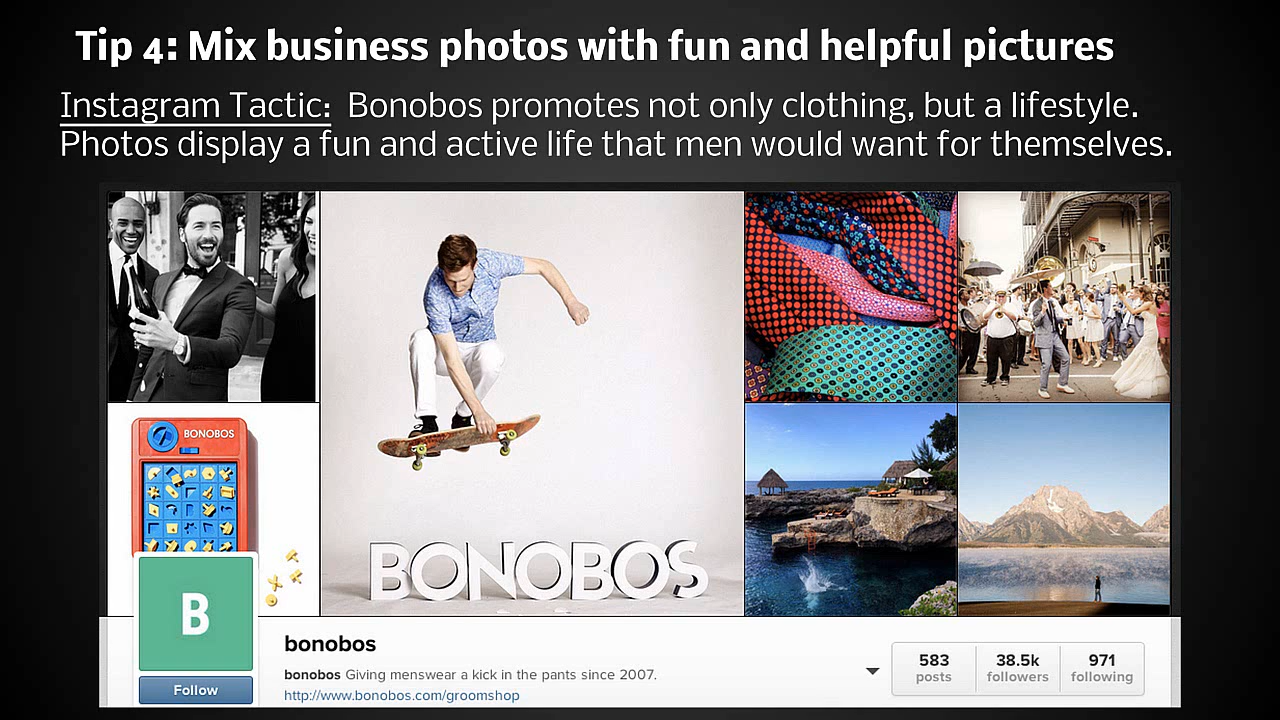 Tip 4: Mix business photos with fun and helpful pictures
Instagram Tactic: Bonobos promotes not only clothing, but a lifestyle.
Photos display a fun and active life that men would want for themselves.
BONOBOS
BONOBOS
B
Follow
bonobos
bonobos Giving menswear a kick in the pants since 2007.
http://www.bonobos.com/groomshop
583 38.5k 971
posts followers following